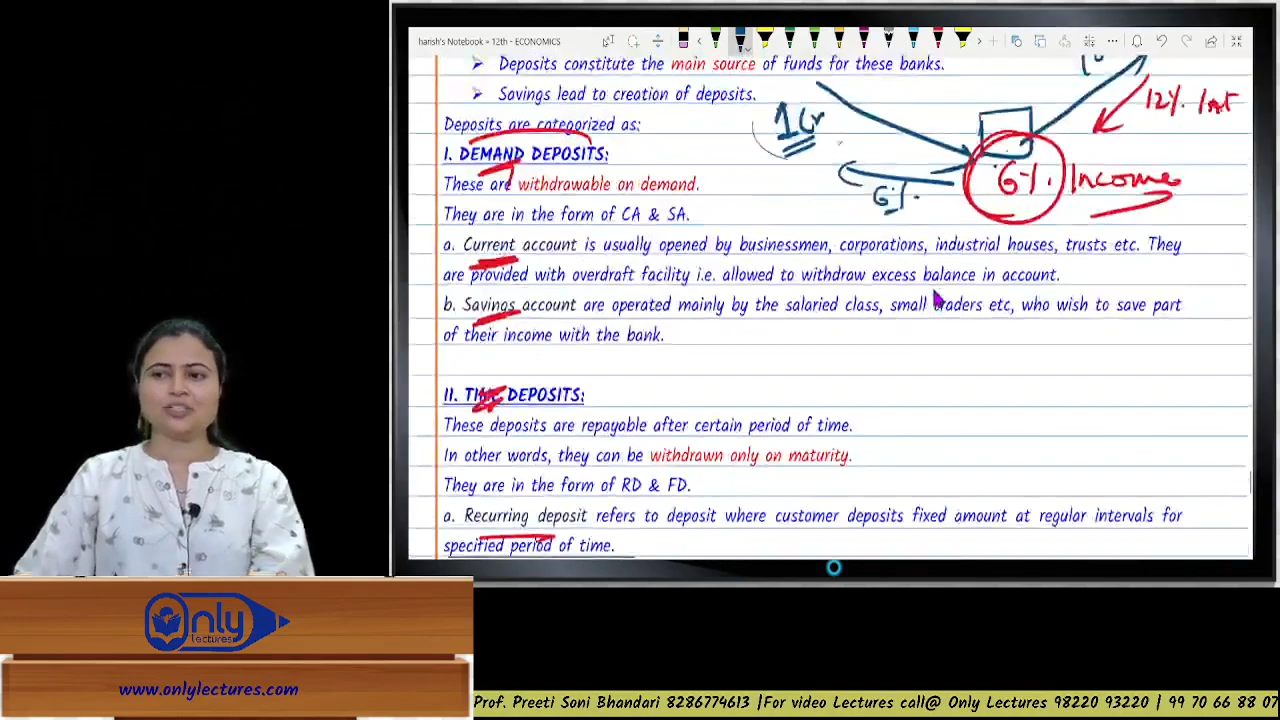 harish's Notebook » 12th - ECONOMICS
➤ Deposits constitute the main source of funds for these banks.
➤ Savings lead to creation of deposits.
12% Int
1 Cr
Deposits are categorized as:
I. DEMAND DEPOSITS:
6% Income
These are withdrawable on demand.
6%
They are in the form of CA & SA.
a. Current account is usually opened by businessmen, corporations, industrial houses, trusts etc. They
are provided with overdraft facility i.e. allowed to withdraw excess balance in account.
b. Savings account are operated mainly by the salaried class, small traders etc, who wish to save part
of their income with the bank.
II. TIME DEPOSITS:
These deposits are repayable after certain period of time.
In other words, they can be withdrawn only on maturity.
They are in the form of RD & FD.
a. Recurring deposit refers to deposit where customer deposits fixed amount at regular intervals for
specified period of time.
Only
lectures
www.onlylectures.com
Prof. Preeti Soni Bhandari 8286774613 |For video Lectures call@ Only Lectures 98220 93220 | 99 70 66 88 07